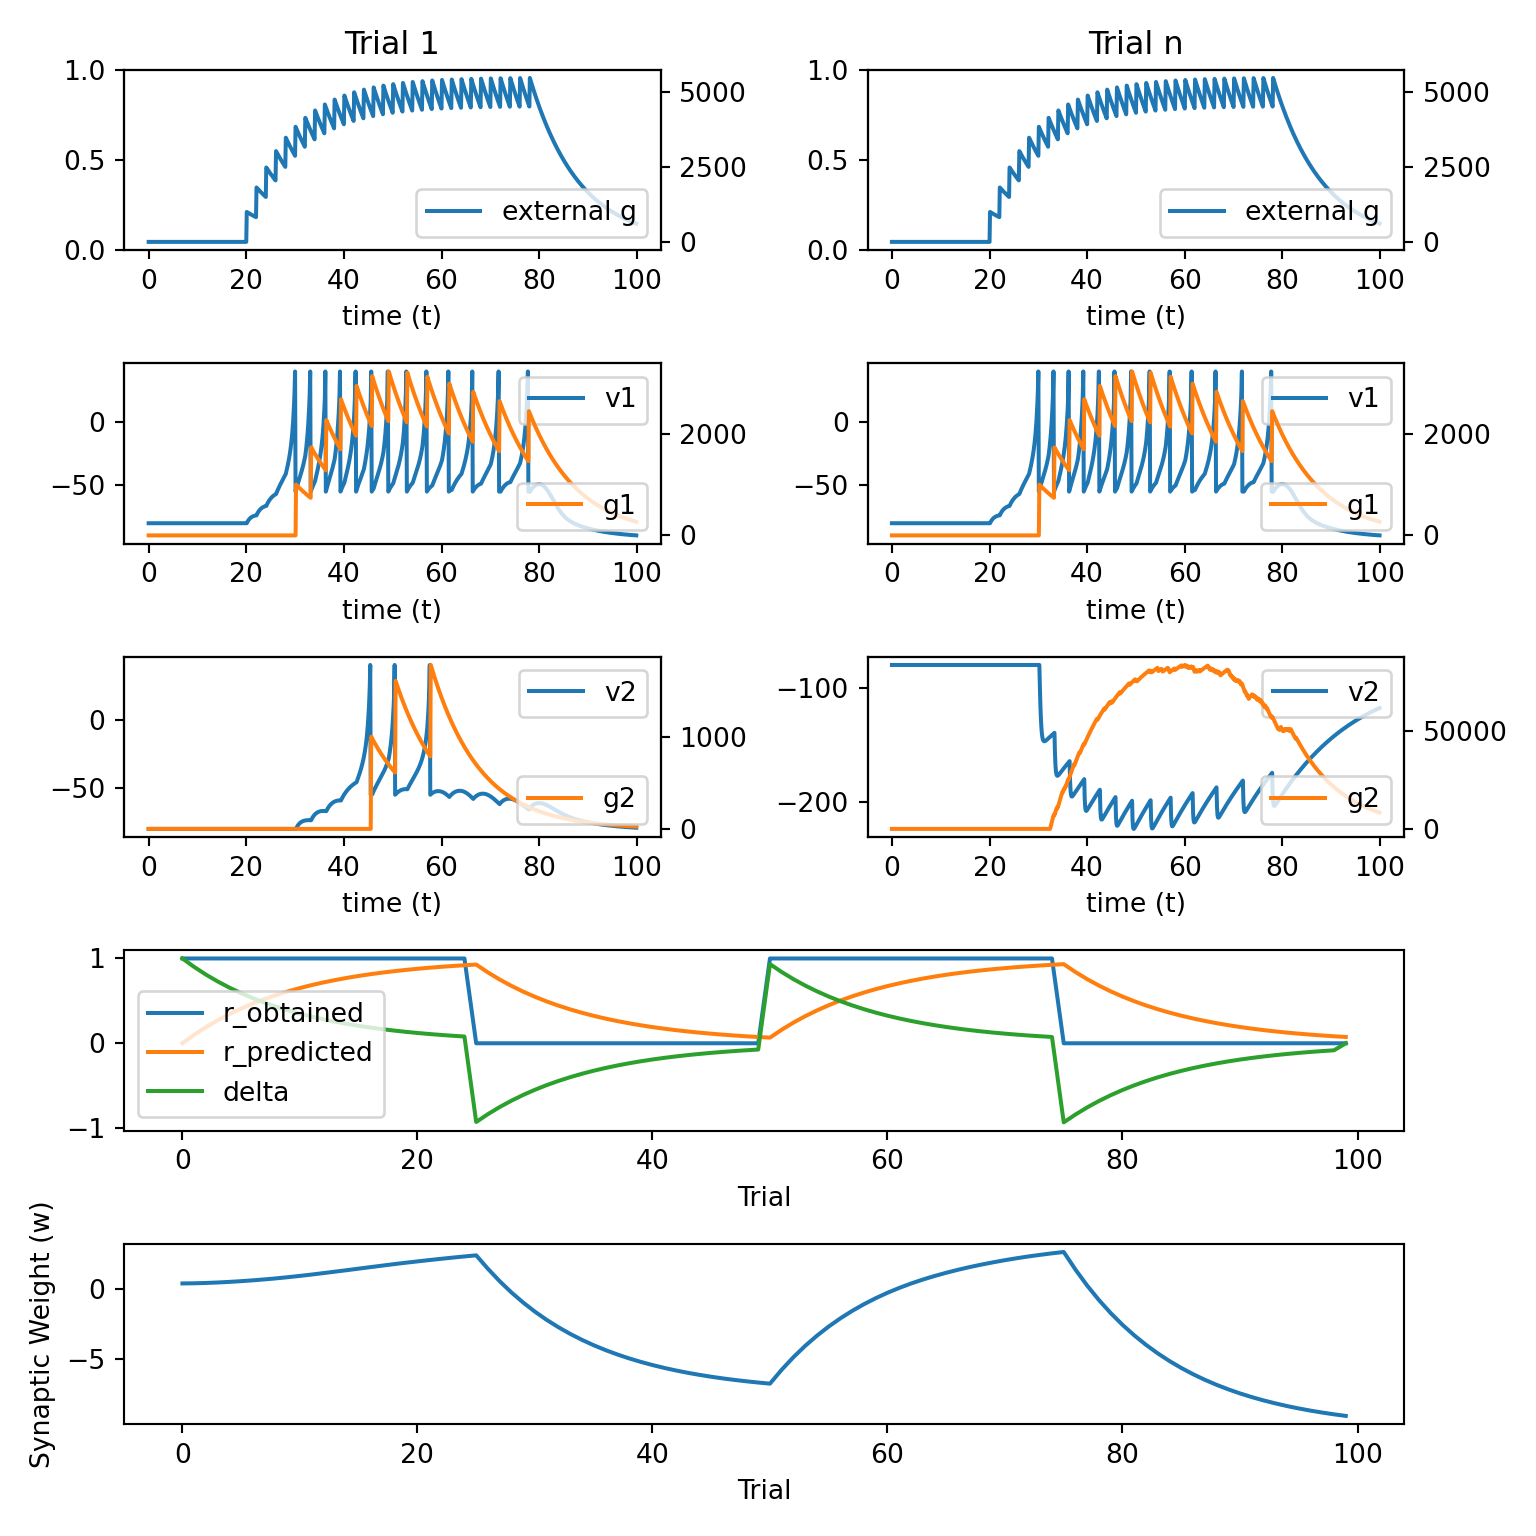 Trial 1
Trial n
1.0
0.5
0.0
5000
2500
0
external g
0 20 40 60 80 100
time (t)
1.0
0.5
0.0
5000
2500
0
external g
0 20 40 60 80 100
time (t)
0
−50
2000
0
v1
g1
0 20 40 60 80 100
time (t)
0
−50
2000
0
v1
g1
0 20 40 60 80 100
time (t)
0
−50
1000
0
v2
g2
0 20 40 60 80 100
time (t)
−100
−200
50000
0
v2
g2
0 20 40 60 80 100
time (t)
1
0
−1
r_obtained
r_predicted
delta
0 20 40 60 80 100
Trial
Synaptic Weight (w)
0
−5
0 20 40 60 80 100
Trial